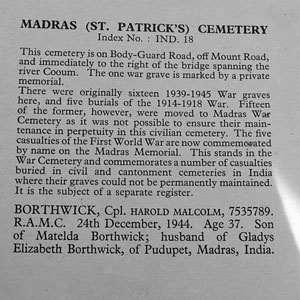 MADRAS (ST. PATRICK'S) CEMETERY
Index No. : IND. 18
This cemetery is on Body-Guard Road, off Mount Road,
and immediately to the right of the bridge spanning the
river Cooum. The one war grave is marked by a private
memorial.
There were originally sixteen 1939-1945 War graves
here, and five burials of the 1914-1918 War. Fifteen
of the former, however, were moved to Madras War
Cemetery as it was not possible to ensure their main-
tenance in perpetuity in this civilian cemetery. The five
casualties of the First World War are now commemorated
by name on the Madras Memorial. This stands in the
War Cemetery and commemorates a number of casualties
buried in civil and cantonment cemeteries in India
where their graves could not be permanently maintained.
It is the subject of a separate register.
BORTHWICK, Cpl. HAROLD MALCOLM, 7535789.
R.A.M.C. 24th December, 1944. Age 37. Son
of Matelda Borthwick; husband of Gladys
Elizabeth Borthwick, of Pudupet, Madras, India.